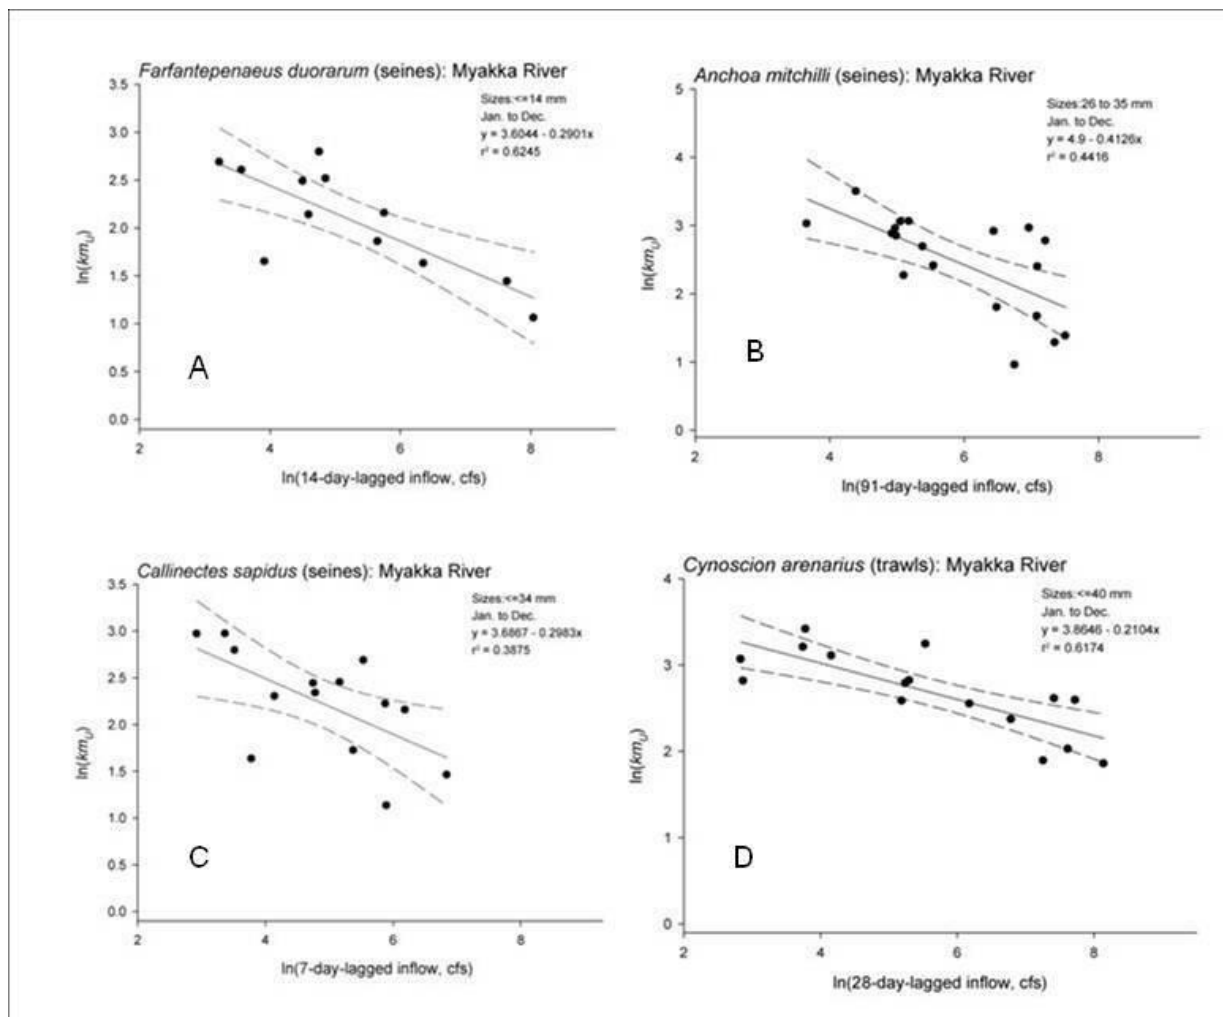 Farfantepenaeus duorarum (seines): Myakka River
Sizes:<=14 mm
Jan. to Dec.
y = 3.6044 - 0.2901x
r² = 0.6245
3.5
3.0
2.5
2.0
1.5
1.0
0.5
0.0
ln(kmU)
A
2 4 6 8
ln(14-day-lagged inflow, cfs)
Anchoa mitchilli (seines): Myakka River
Sizes:26 to 35 mm
Jan. to Dec.
y = 4.9 - 0.4126x
r² = 0.4416
5
4
3
2
1
0
ln(kmU)
B
2 4 6 8
ln(91-day-lagged inflow, cfs)
Callinectes sapidus (seines): Myakka River
Sizes:<=34 mm
Jan. to Dec.
y = 3.6867 - 0.2983x
r² = 0.3875
3.5
3.0
2.5
2.0
1.5
1.0
0.5
0.0
ln(kmU)
C
2 4 6 8
ln(7-day-lagged inflow, cfs)
Cynoscion arenarius (trawls): Myakka River
Sizes:<=40 mm
Jan. to Dec.
y = 3.8646 - 0.2104x
r² = 0.6174
4
3
2
1
0
ln(kmU)
D
2 4 6 8
ln(28-day-lagged inflow, cfs)